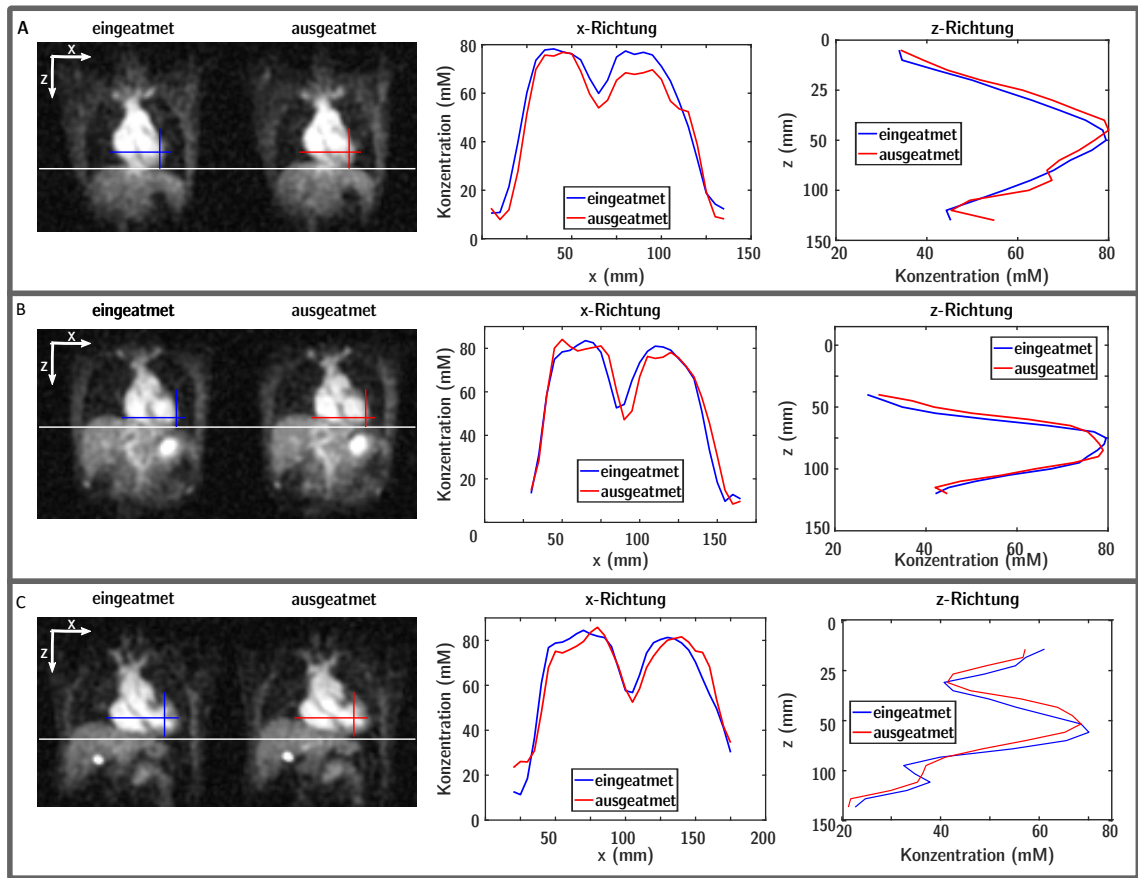 A
eingeatmet
ausgeatmet
x-Richtung
z-Richtung
x
z
Konzentration (mM)
80
60
40
20
0
0
50
100
150
x (mm)
eingeatmet
ausgeatmet
z (mm)
0
25
50
100
150
20
40
60
80
Konzentration (mM)
eingeatmet
ausgeatmet
B
eingeatmet
ausgeatmet
x-Richtung
z-Richtung
x
z
Konzentration (mM)
80
60
40
20
0
50
100
150
x (mm)
eingeatmet
ausgeatmet
z (mm)
0
50
100
150
20
40
60
80
Konzentration (mM)
eingeatmet
ausgeatmet
C
eingeatmet
ausgeatmet
x-Richtung
z-Richtung
x
z
Konzentration (mM)
80
60
40
20
0
50
100
150
200
x (mm)
eingeatmet
ausgeatmet
z (mm)
0
25
50
100
150
20
40
60
80
Konzentration (mM)
eingeatmet
ausgeatmet